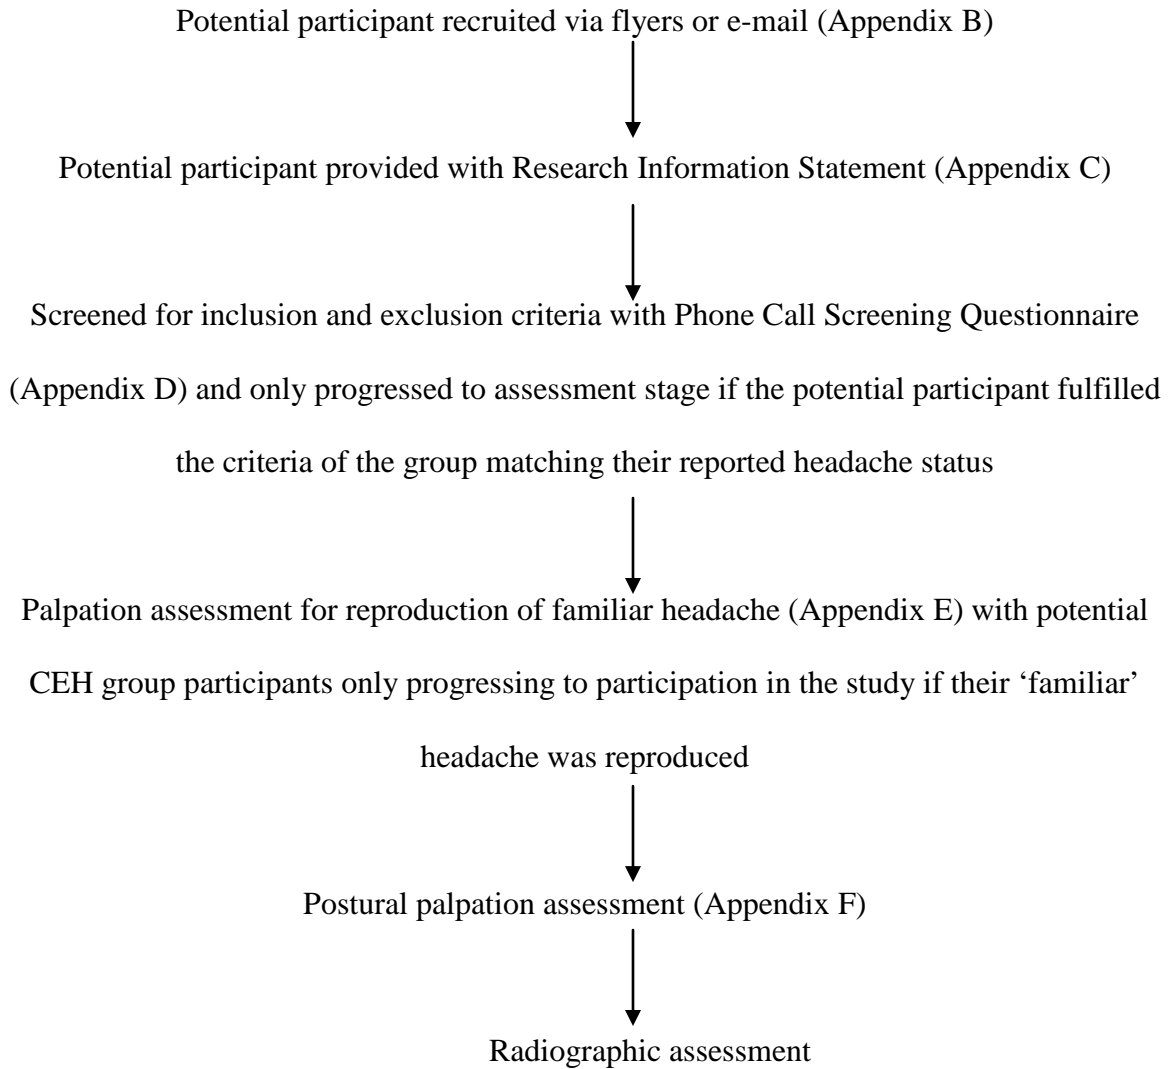 Potential participant recruited via flyers or e-mail (Appendix B)
Potential participant provided with Research Information Statement (Appendix C)
Screened for inclusion and exclusion criteria with Phone Call Screening Questionnaire
(Appendix D) and only progressed to assessment stage if the potential participant fulfilled
the criteria of the group matching their reported headache status
Palpation assessment for reproduction of familiar headache (Appendix E) with potential
CEH group participants only progressing to participation in the study if their ‘familiar’
headache was reproduced
Postural palpation assessment (Appendix F)
Radiographic assessment